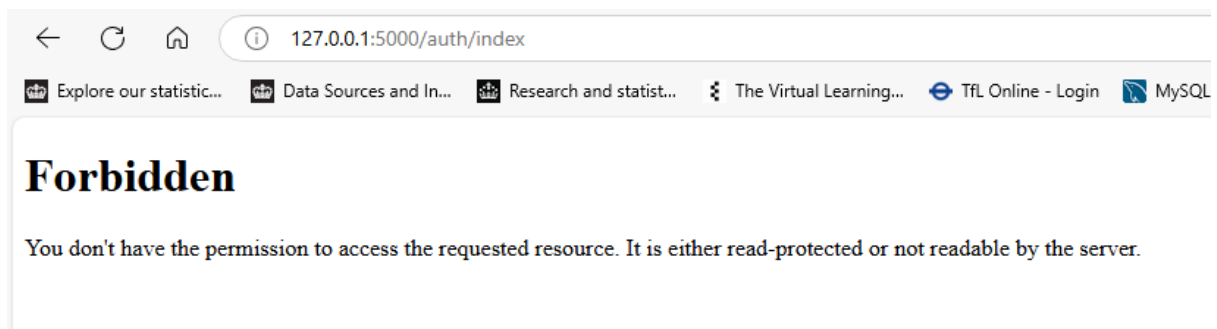 127.0.0.1:5000/auth/index
Explore our statistic... Data Sources and In... Research and statist... The Virtual Learning... TfL Online - Login MySQL
Forbidden
You don't have the permission to access the requested resource. It is either read-protected or not readable by the server.